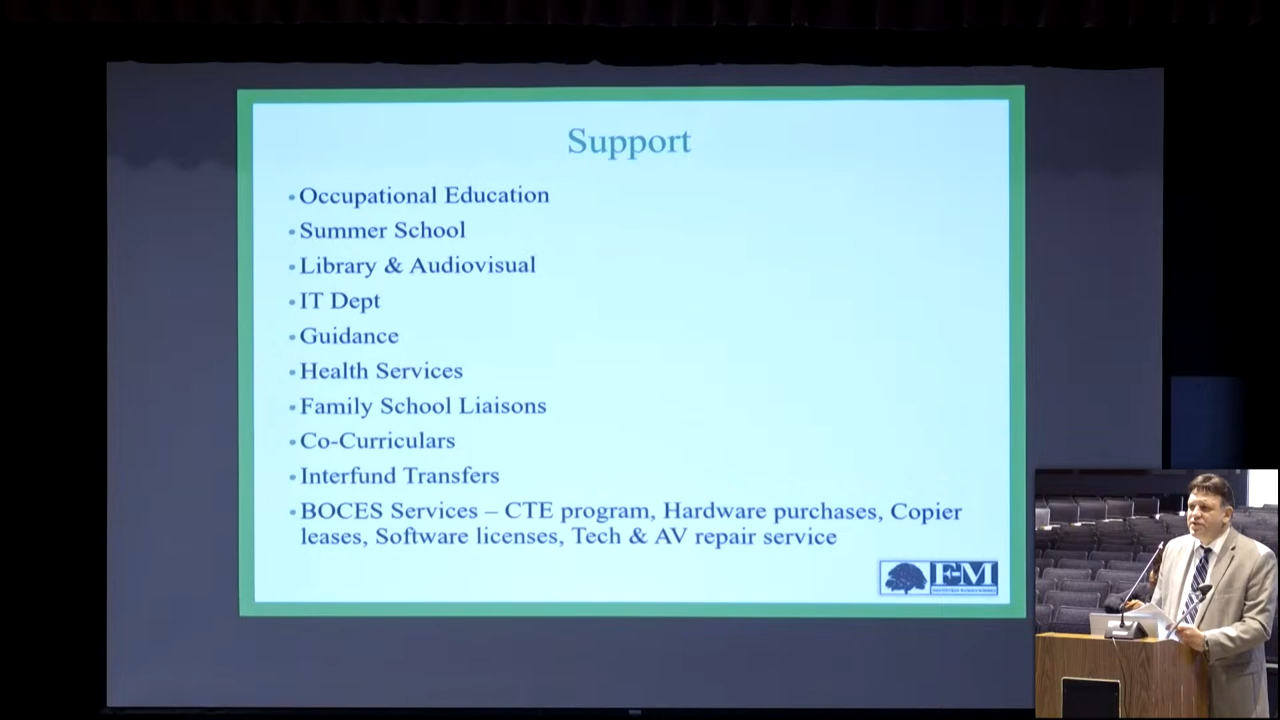 Support
• Occupational Education
• Summer School
• Library & Audiovisual
• IT Dept
• Guidance
• Health Services
• Family School Liaisons
• Co-Curriculars
• Interfund Transfers
• BOCES Services – CTE program, Hardware purchases, Copier
leases, Software licenses, Tech & AV repair service
F-M